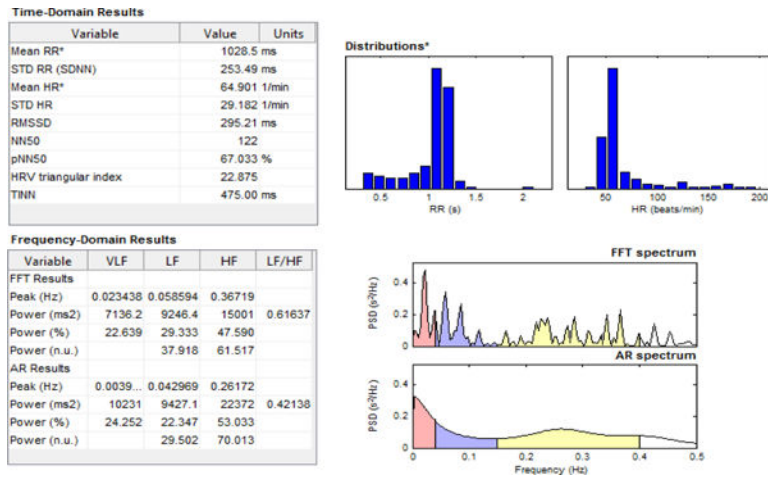 Time-Domain Results
Variable Value Units
Mean RR* 1028.5 ms
STD RR (SDNN) 253.49 ms
Mean HR* 64.901 1/min
STD HR 29.182 1/min
RMSSD 295.21 ms
NN50 122
pNN50 67.033 %
HRV triangular index 22.875
TINN 475.00 ms
Distributions*
0.5 1 1.5 2
RR (s)
50 100 150 200
HR (beats/min)
Frequency-Domain Results
Variable VLF LF HF LF/HF
FFT Results
Peak (Hz) 0.023438 0.058594 0.36719
Power (ms2) 7136.2 9246.4 15001 0.61637
Power (%) 22.639 29.333 47.590
Power (n.u.) 37.918 61.517
AR Results
Peak (Hz) 0.0039... 0.042969 0.26172
Power (ms2) 10231 9427.1 22372 0.42138
Power (%) 24.252 22.347 53.033
Power (n.u.) 29.502 70.013
FFT spectrum
PSD (s²/Hz)
0.4
0.2
0
AR spectrum
PSD (s²/Hz)
0.4
0.2
0
0 0.1 0.2 0.3 0.4 0.5
Frequency (Hz)